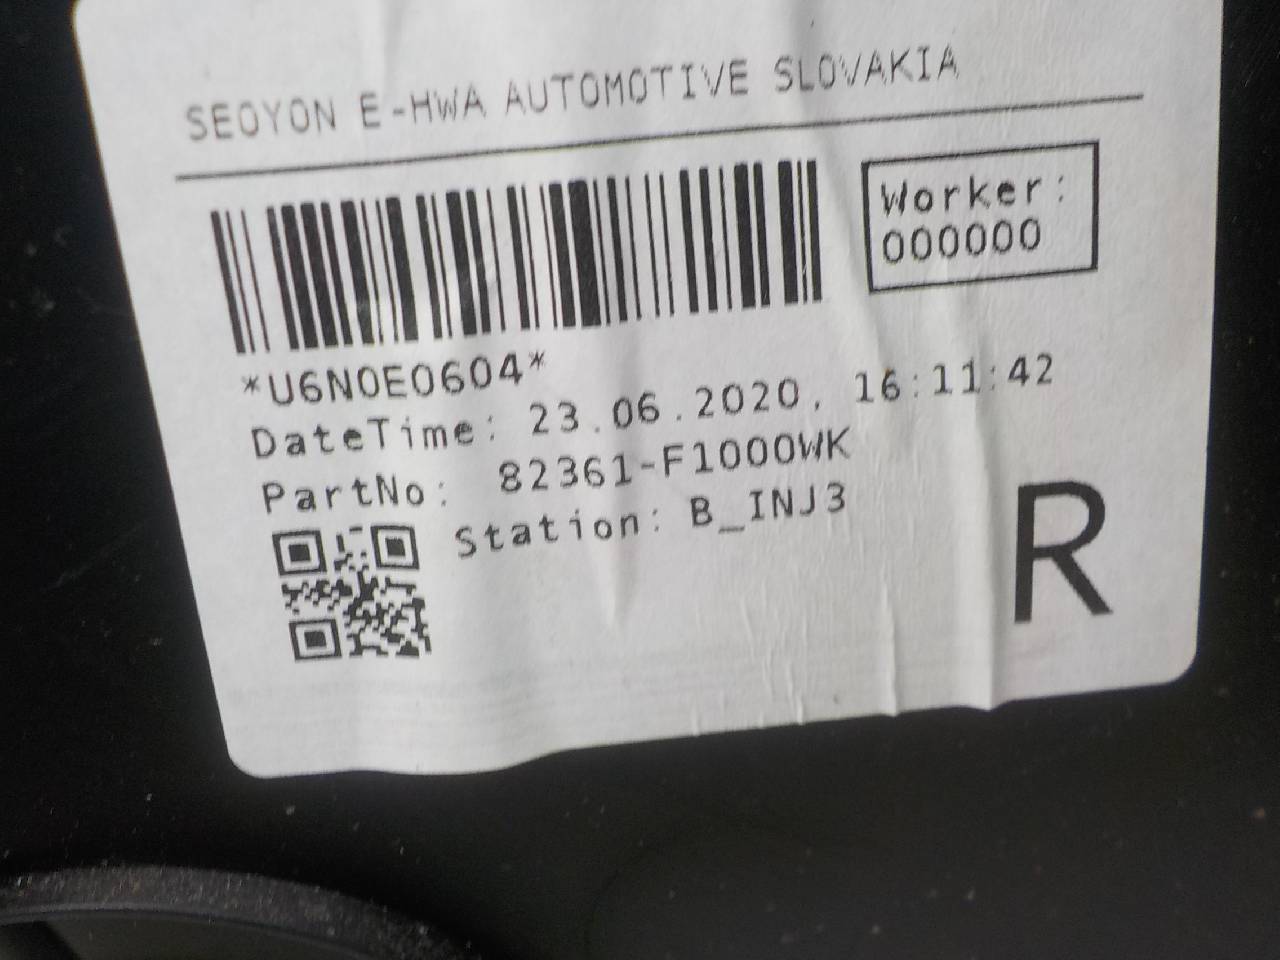 SEOYON E-HWA AUTOMOTIVE SLOVAKIA
Worker:
000000
*U6N0E0604*
DateTime: 23.06.2020, 16:11:42
PartNo: 82361-F1000WK
Station: B_INJ3
R